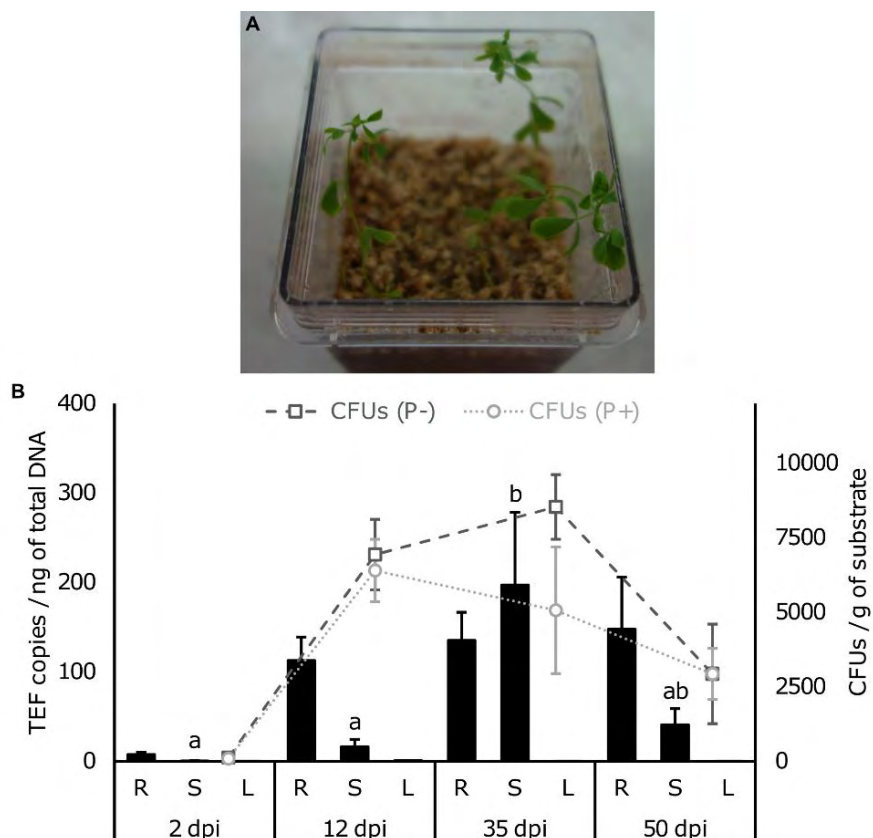 A
B
CFUs (P-) CFUs (P+)
TEF copies / ng of total DNA
400
300
200
100
0
10000
7500
5000
2500
0
CFUs / g of substrate
a a b ab
R S L R S L R S L R S L
2 dpi 12 dpi 35 dpi 50 dpi